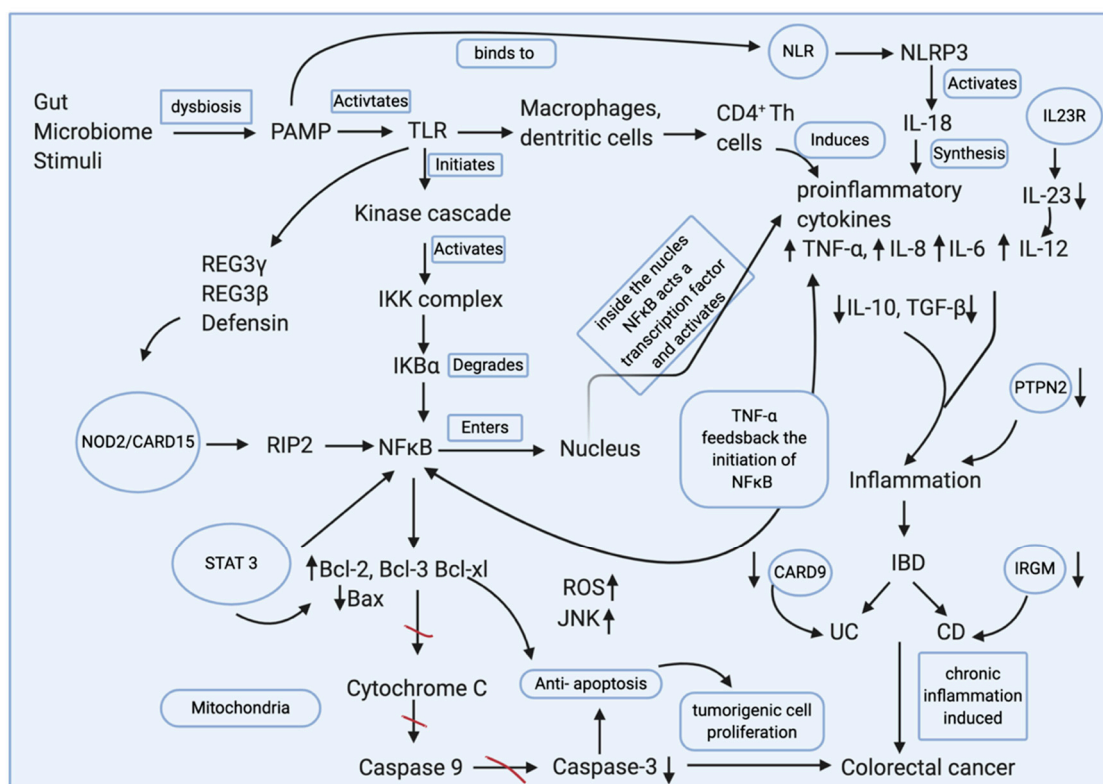 binds to
NLR
NLRP3
Activates
Gut
Microbiome
Stimuli
dysbiosis
PAMP
Activtates
TLR
Macrophages,
dentritic cells
CD4⁺ Th
cells
Induces
IL-18
Synthesis
IL23R
Initiates
Kinase cascade
proinflammatory
cytokines
IL-23
TNF-α, IL-8 IL-6 IL-12
Activates
REG3γ
REG3β
Defensin
IKK complex
inside the nucles
NFκB acts a
transcription factor
and activates
IL-10, TGF-β
IKBα
Degrades
PTPN2
NOD2/CARD15
RIP2
NFκB
Enters
Nucleus
TNF-α
feedsback the
initiation of
NFκB
Inflammation
STAT 3
Bcl-2, Bcl-3 Bcl-xl
Bax
ROS
JNK
CARD9
IBD
IRGM
UC
CD
Cytochrome C
Mitochondria
Anti- apoptosis
tumorigenic cell
proliferation
chronic
inflammation
induced
Caspase 9
Caspase-3
Colorectal cancer